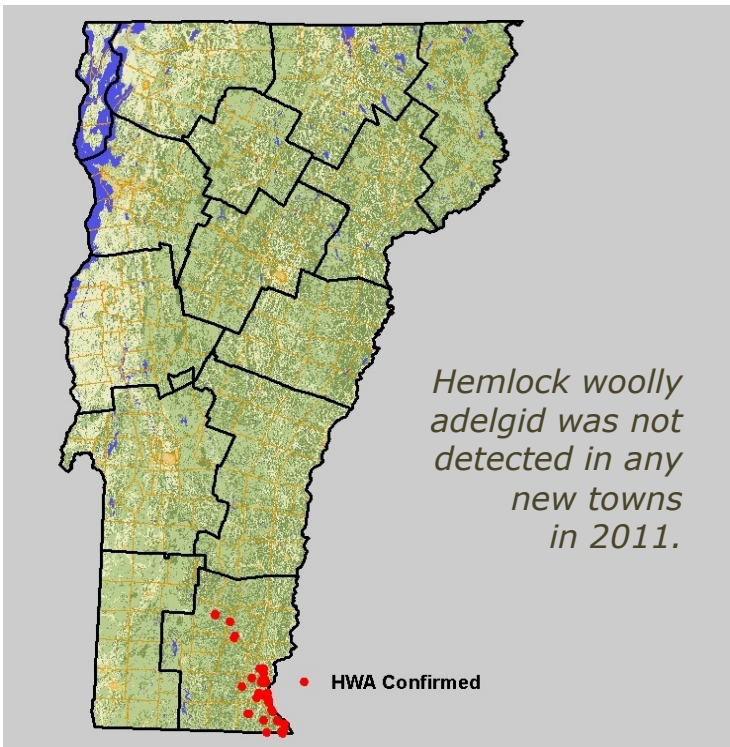 Hemlock woolly
adelgid was not
detected in any
new towns
in 2011.
HWA Confirmed